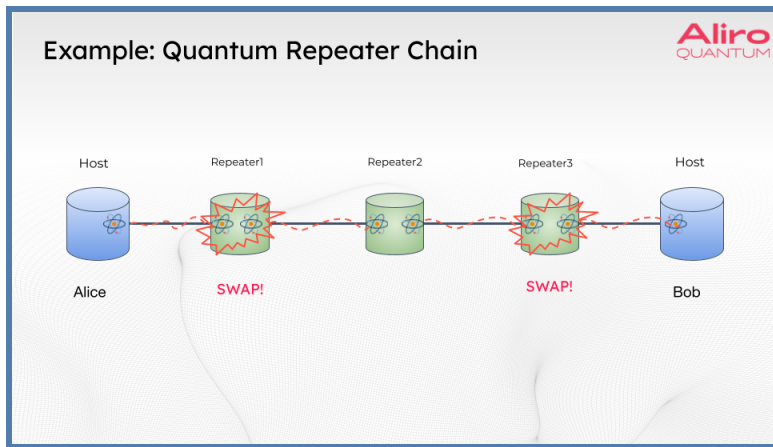 Example: Quantum Repeater Chain
Aliro
QUANTUM
Host
Repeater1
Repeater2
Repeater3
Host
Alice
SWAP!
SWAP!
Bob